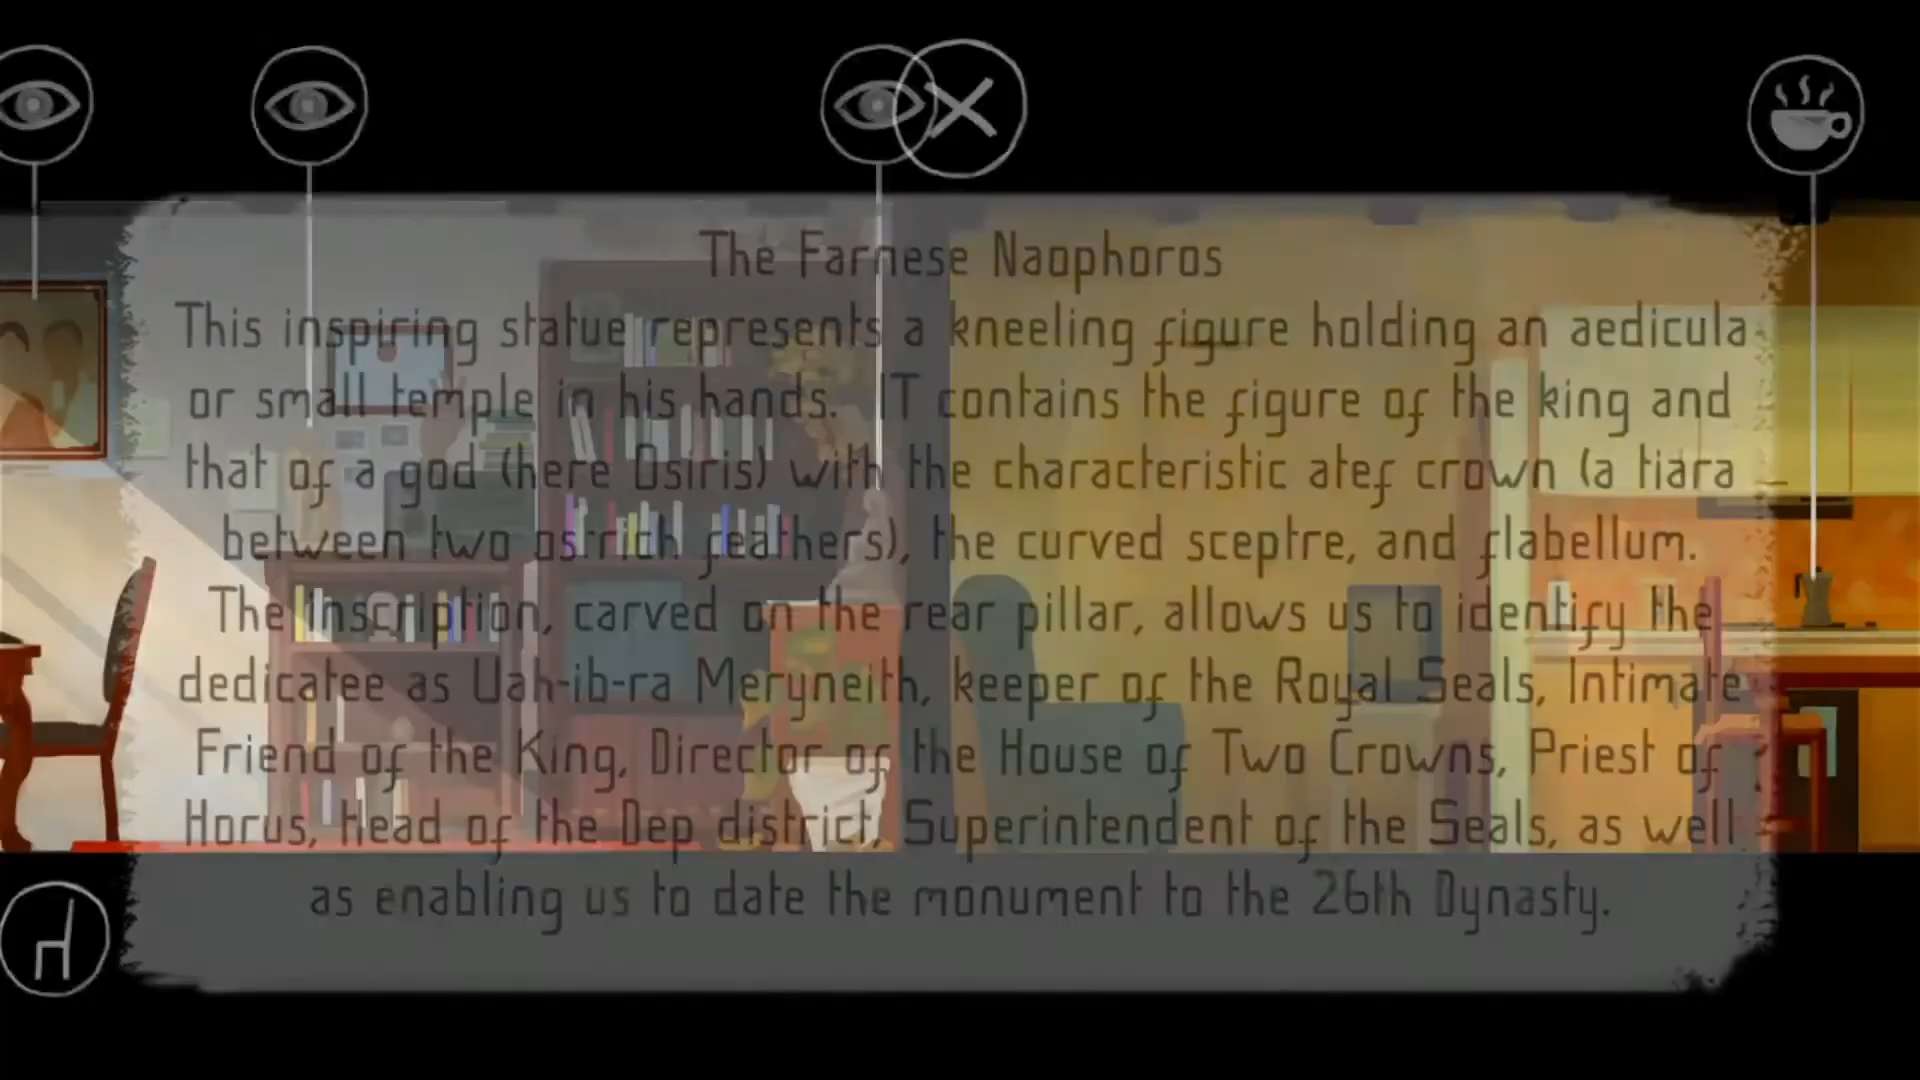 The Farnese Naophoros
This inspiring statue represents a kneeling figure holding an aedicula
or small temple in his hands. IT contains the figure of the king and
that of a god (here Osiris) with the characteristic atef crown (a tiara
between two ostrich feathers), the curved sceptre, and flabellum.
The inscription, carved on the rear pillar, allows us to identify the
dedicatee as Uah-ib-ra Meryneith, keeper of the Royal Seals, Intimate
Friend of the King, Director of the House of Two Crowns, Priest of
Horus, Head of the Dep district, Superintendent of the Seals, as well
as enabling us to date the monument to the 26th Dynasty.